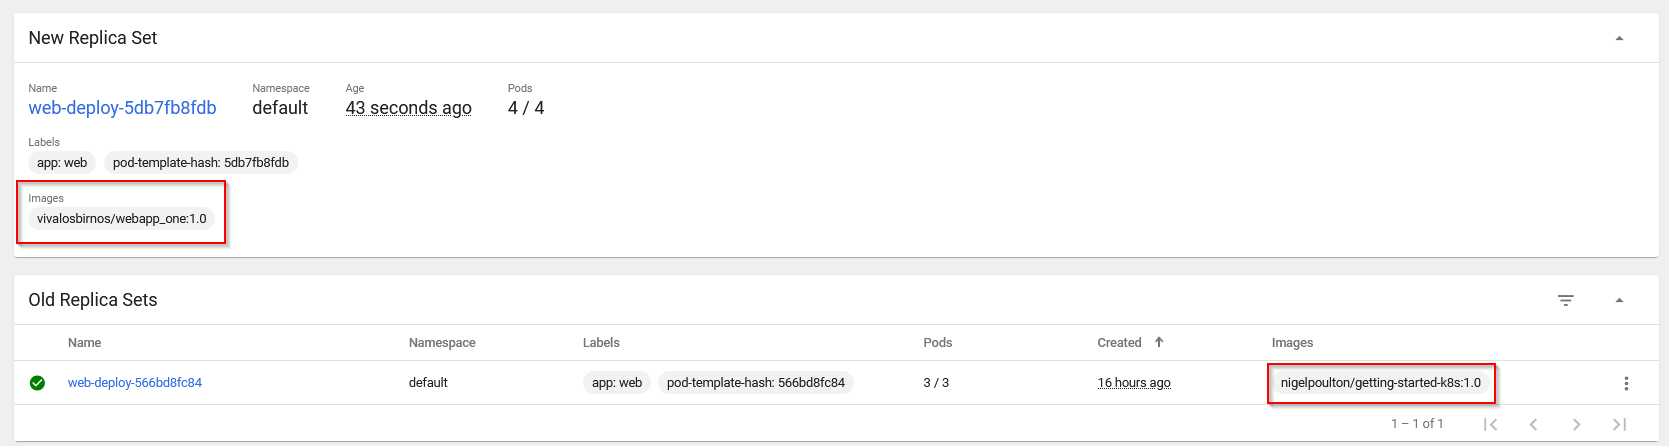 New Replica Set
Name Namespace Age Pods
web-deploy-5db7fb8fdb default 43 seconds ago 4 / 4
Labels
app: web pod-template-hash: 5db7fb8fdb
Images
vivalosbirnos/webapp_one:1.0
Old Replica Sets
Name Namespace Labels Pods Created Images
web-deploy-566bd8fc84 default app: web pod-template-hash: 566bd8fc84 3 / 3 16 hours ago nigelpoulton/getting-started-k8s:1.0
1 – 1 of 1